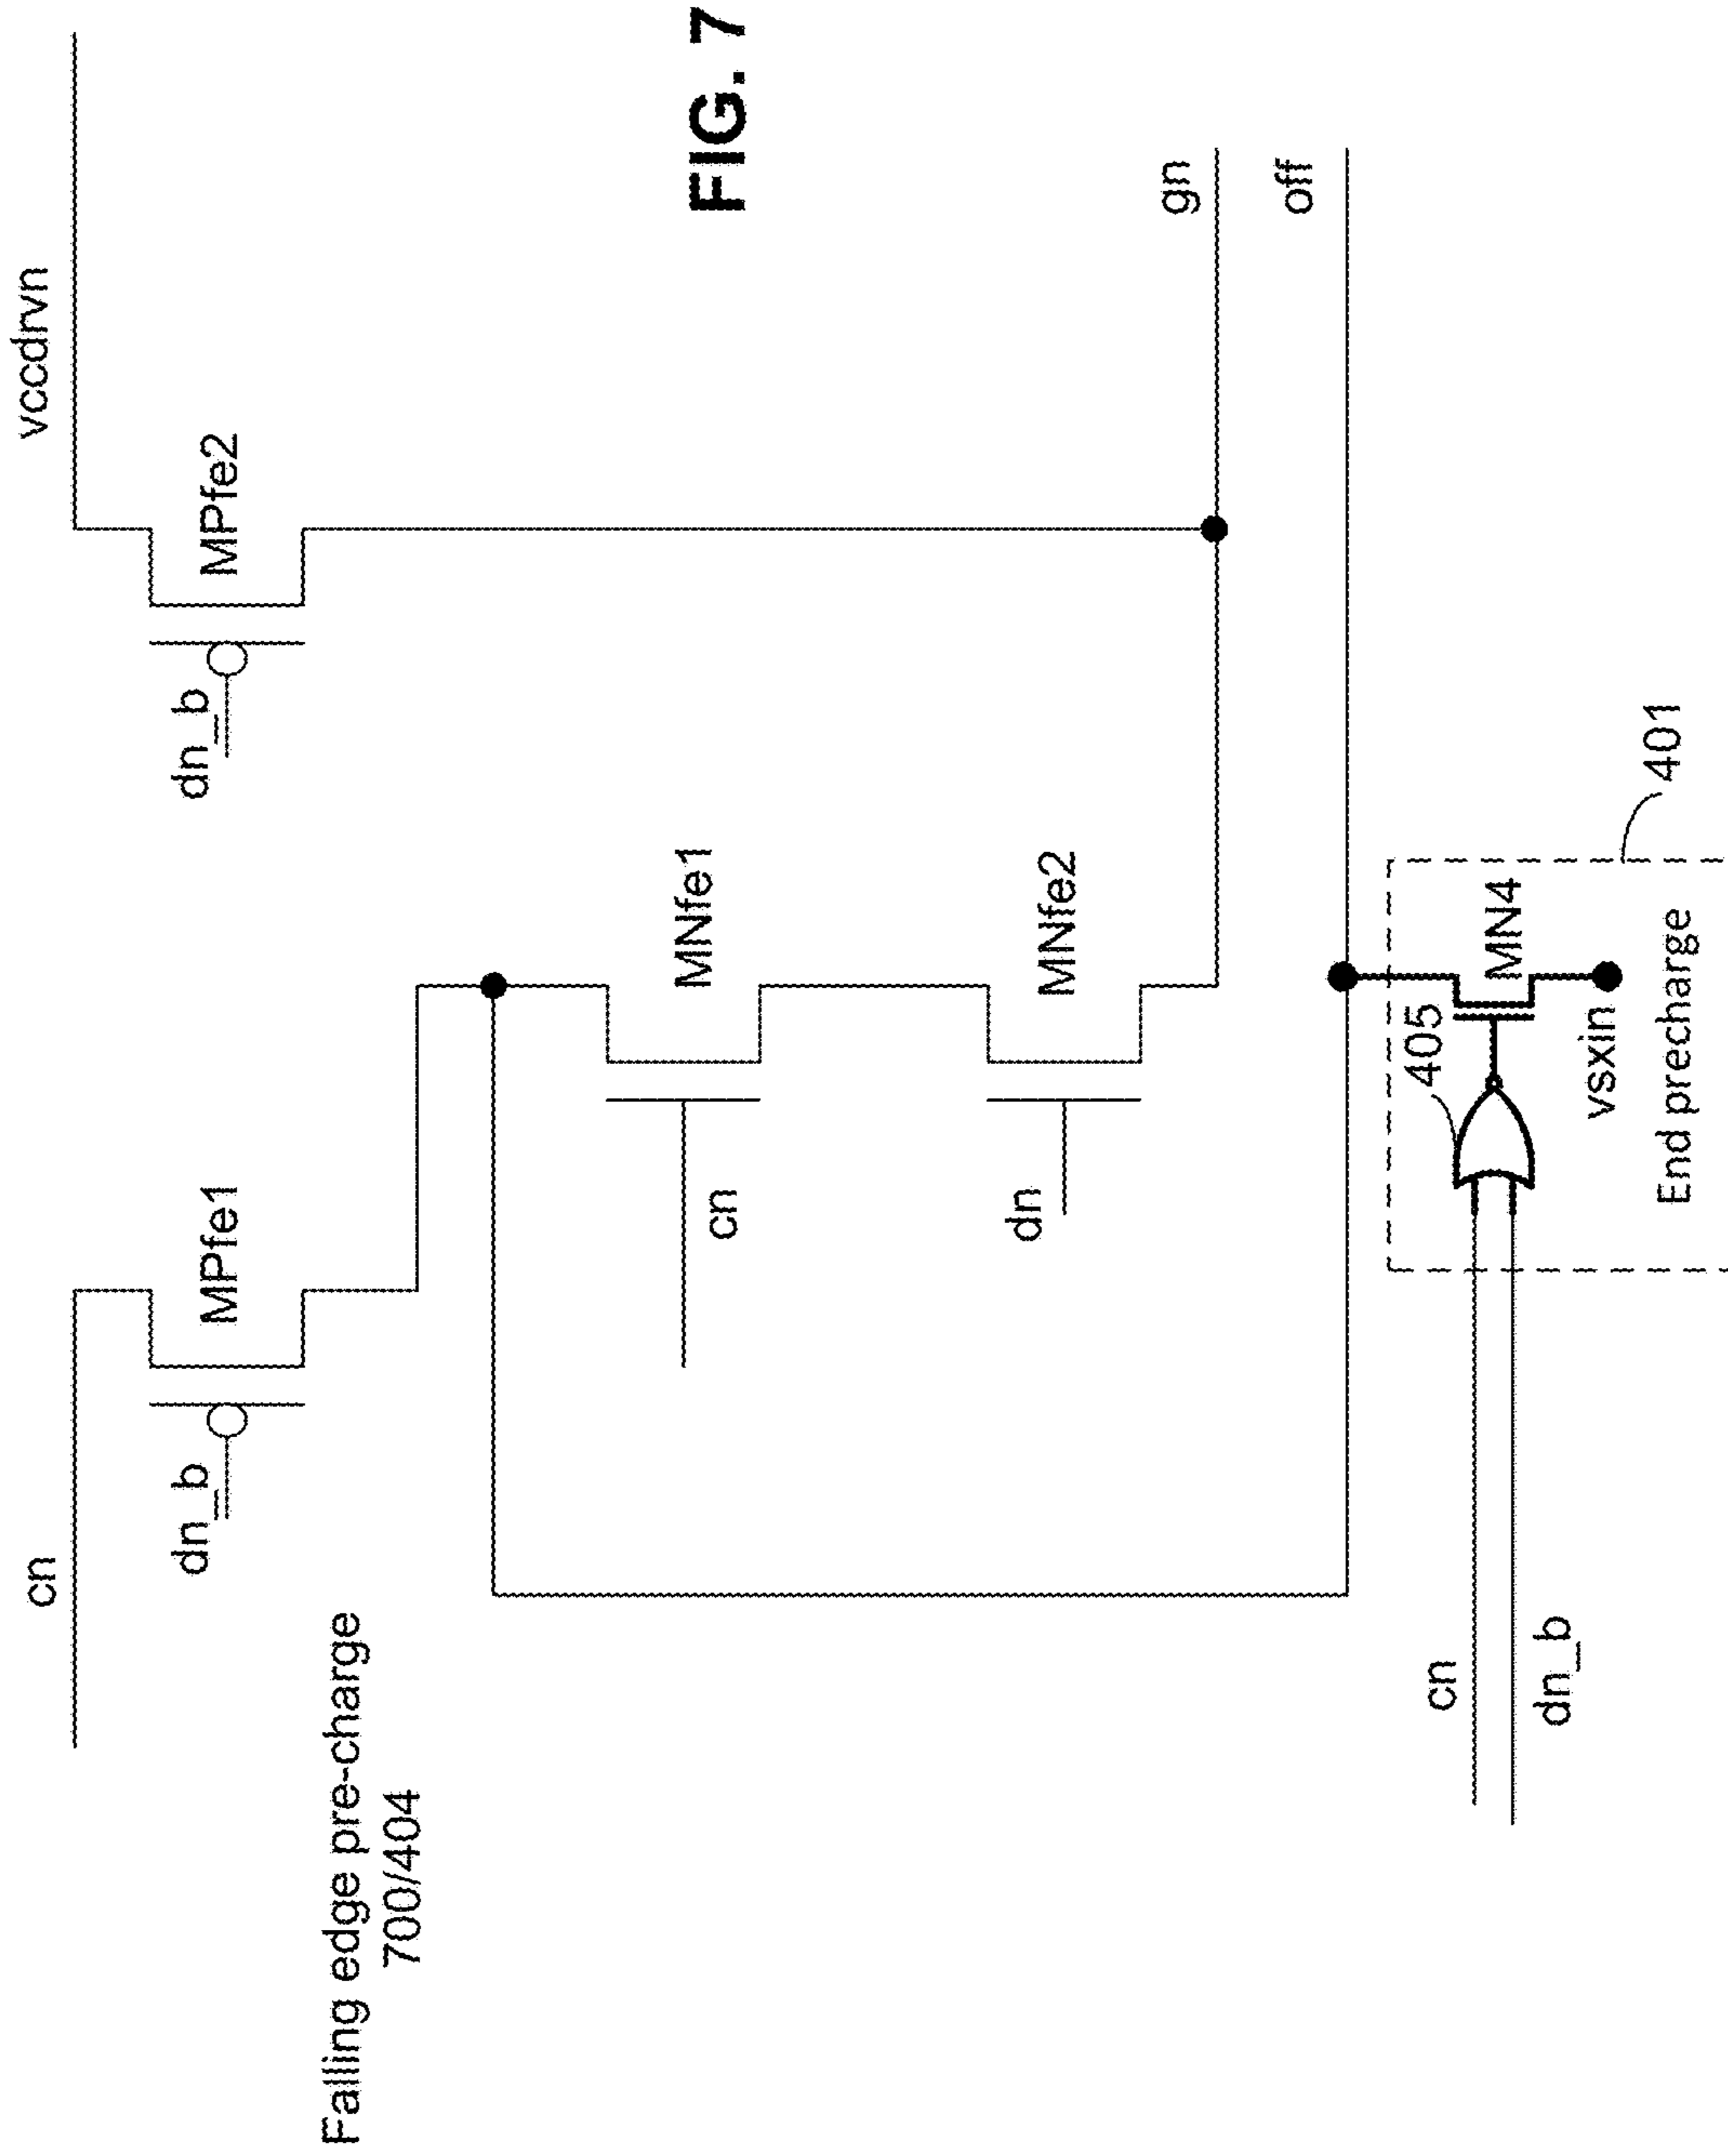 vccdrvn
cn
MPfe2
MPfe1
dn_b
dn_b
Falling edge pre-charge
700/404
FIG. 7
MNfe1
cn
MNfe2
dn
gn
off
401
405
MN4
cn
dn_b
vsxin
End precharge